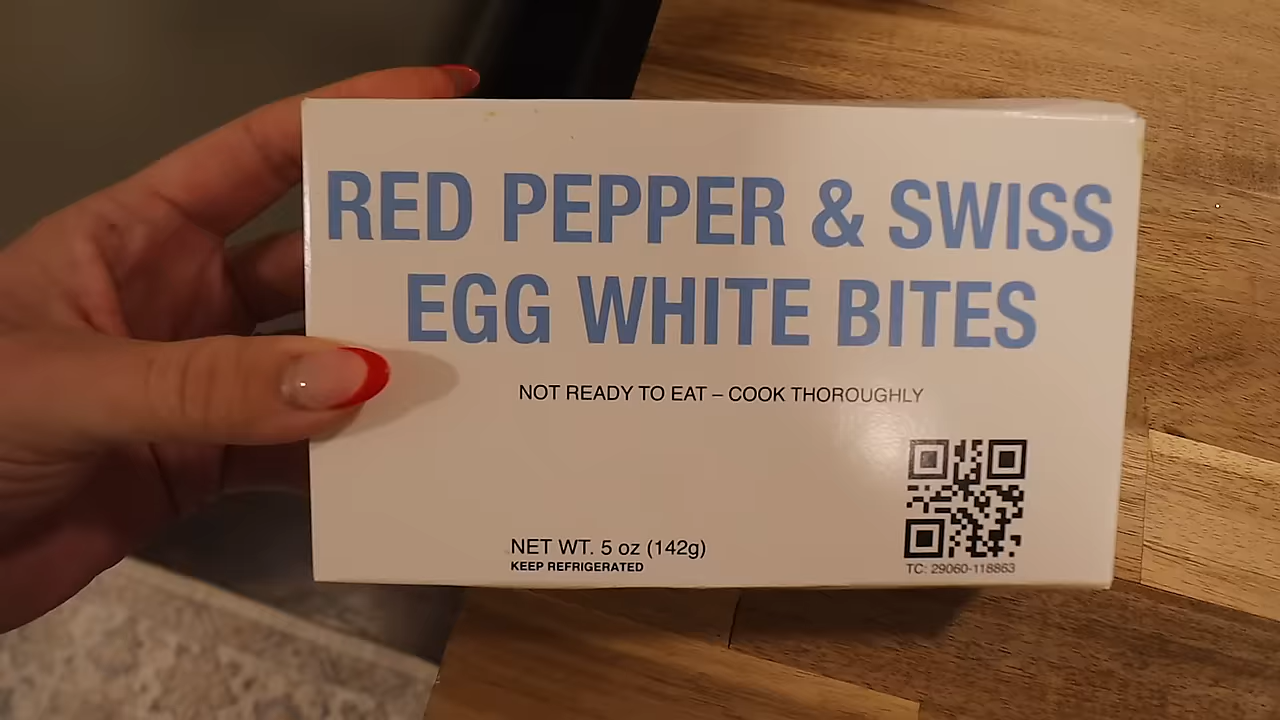 RED PEPPER & SWISS
EGG WHITE BITES
NOT READY TO EAT – COOK THOROUGHLY
NET WT. 5 oz (142g)
KEEP REFRIGERATED
TC: 29060-118863